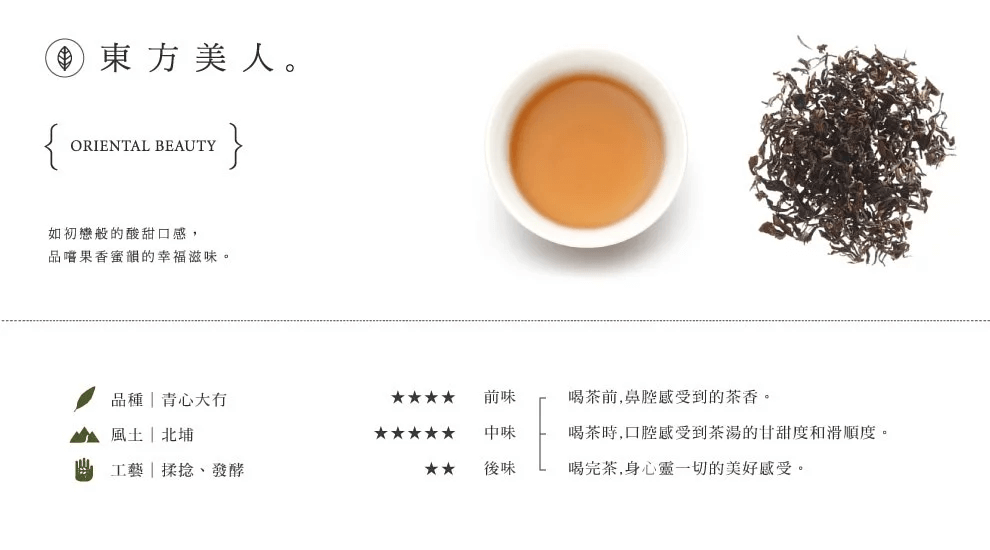 東方美人。
ORIENTAL BEAUTY
如初戀般的酸甜口感，
品嚐果香蜜韻的幸福滋味。
品種｜青心大冇
風土｜北埔
工藝｜揉捻、發酵
★★★★ 前味 喝茶前,鼻腔感受到的茶香。
★★★★★ 中味 喝茶時,口腔感受到茶湯的甘甜度和滑順度。
★★ 後味 喝完茶,身心靈一切的美好感受。